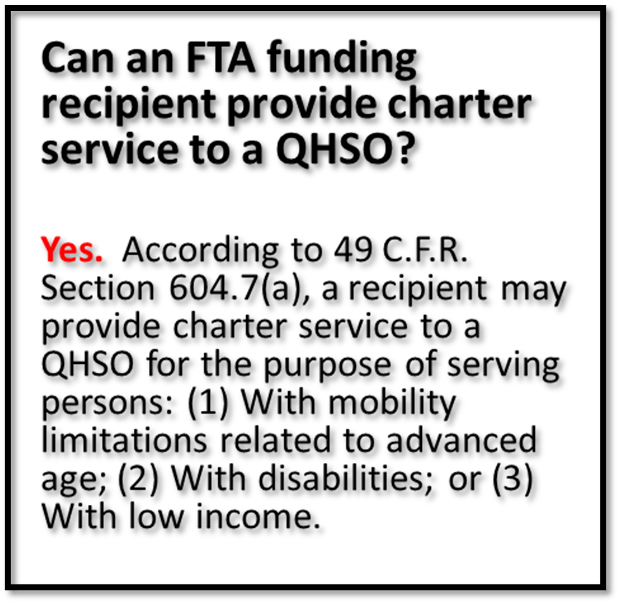 Can an FTA funding
recipient provide charter
service to a QHSO?
Yes. According to 49 C.F.R.
Section 604.7(a), a recipient may
provide charter service to a
QHSO for the purpose of serving
persons: (1) With mobility
limitations related to advanced
age; (2) With disabilities; or (3)
With low income.